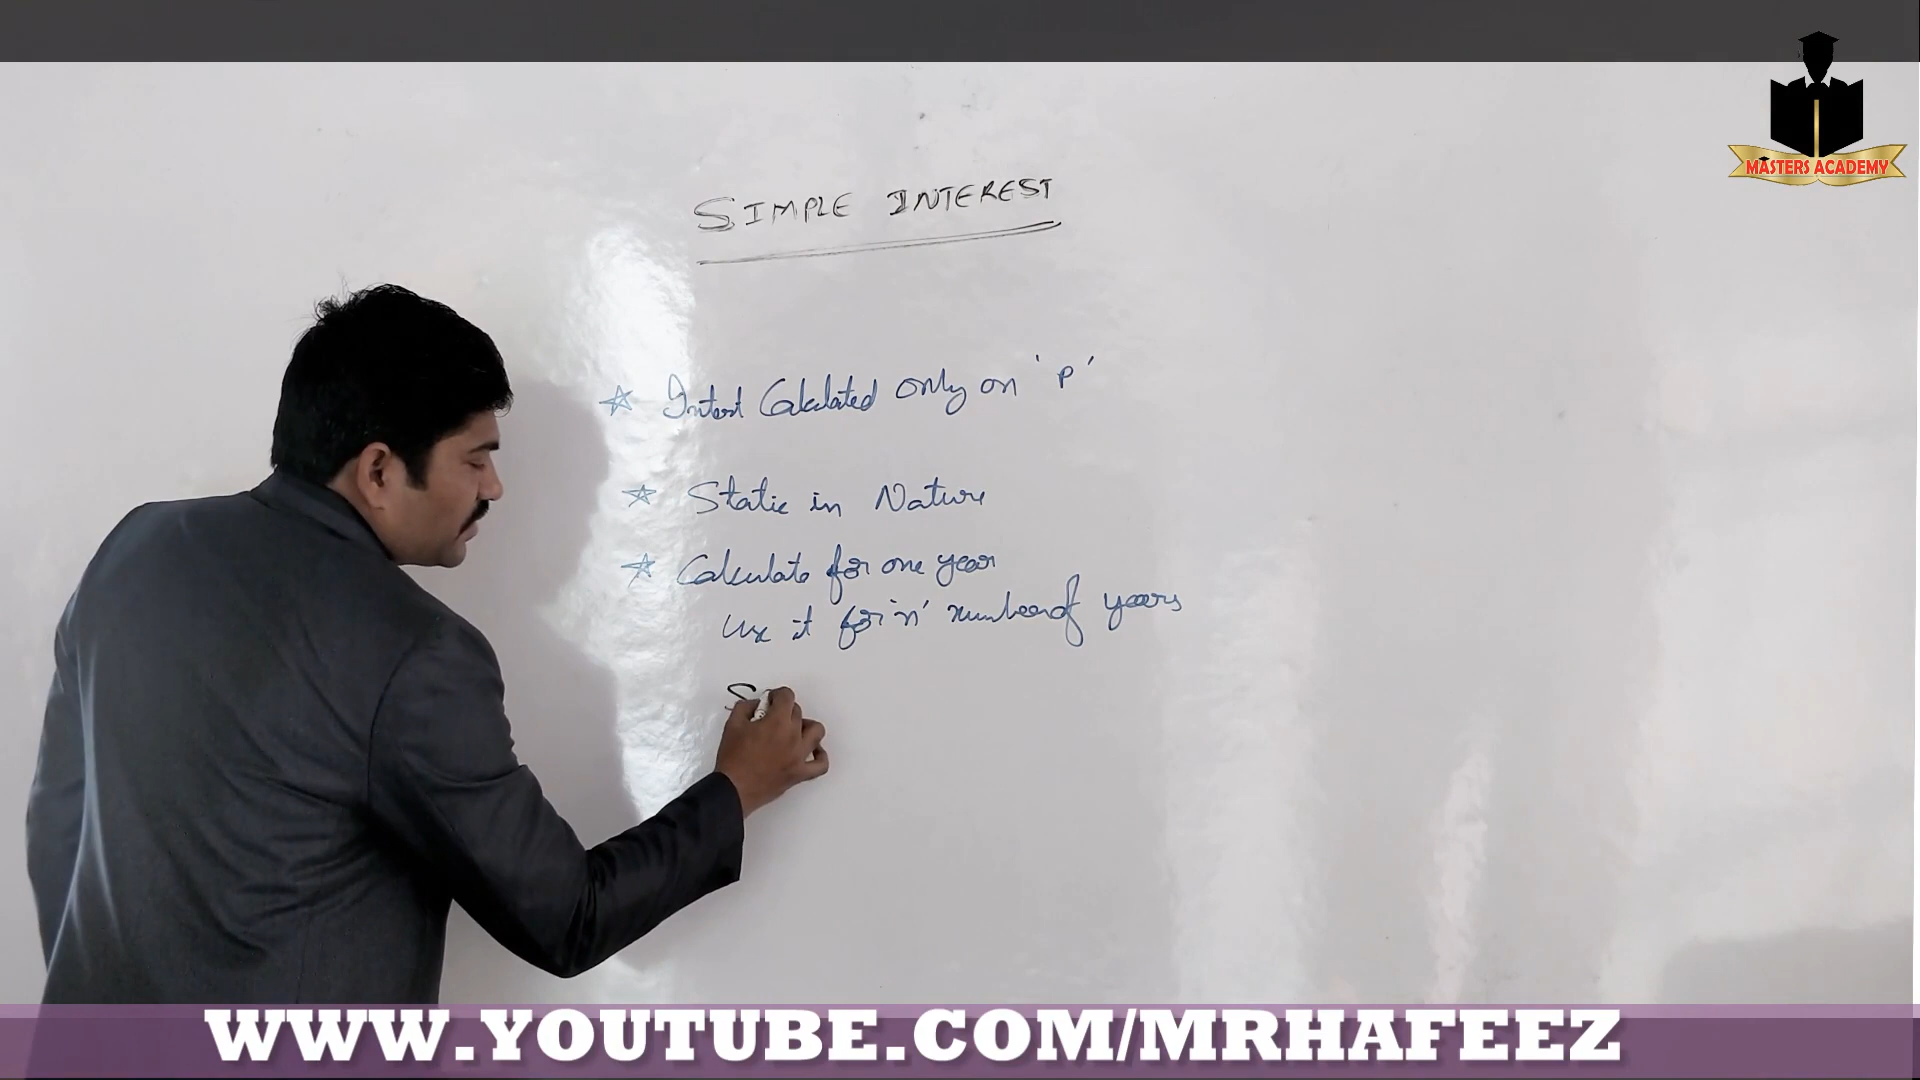 MASTERS ACADEMY
SIMPLE INTEREST
Interest Calculated only on 'P'
Static in Nature
Calculate for one year
Use it for 'n' number of years
S
WWW.YOUTUBE.COM/MRHAFEEZ